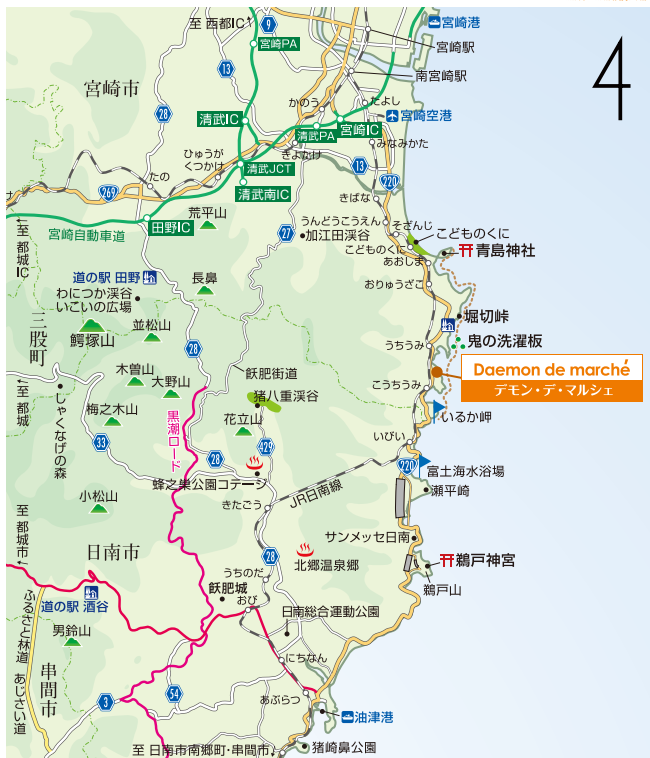 至 西都IC
9
宮崎港
宮崎PA
宮崎駅
13
南宮崎駅
宮崎市
28
かのう
たよし
清武IC
宮崎空港
宮崎IC
清武PA
みなみかた
ひゅうが
くつかけ
きよたけ
清武JCT
13
220
たの
269
清武南IC
きばな
荒平山
田野IC
27
うんどうこうえん
そざんじ
こどものくに
至 都城IC
宮崎自動車道
加江田渓谷
こどものくに
あおしま
青島神社
道の駅 田野
長鼻
おりゅうざこ
わにつか渓谷
いこいの広場
堀切峠
三股町
鰐塚山
並松山
うちうみ
鬼の洗濯板
28
飫肥街道
Daemon de marché
デモン・デ・マルシェ
木曽山
大野山
こうちうみ
至 都城
しゃくなげの森
梅之木山
黒潮ロード
猪八重渓谷
花立山
いるか岬
33
429
いびい
28
220
富土海水浴場
蜂之巣公園コテージ
小松山
きたごう
JR日南線
瀬平崎
至 都城市
サンメッセ日南
日南市
28
北郷温泉郷
鵜戸神宮
うちのだ
鵜戸山
道の駅 酒谷
飫肥城
おび
ふるさと林道 あじさい道
男鈴山
日南総合運動公園
串間市
にちなん
54
3
あぶらつ
油津港
至 日南市南郷町・串間市
猪崎鼻公園